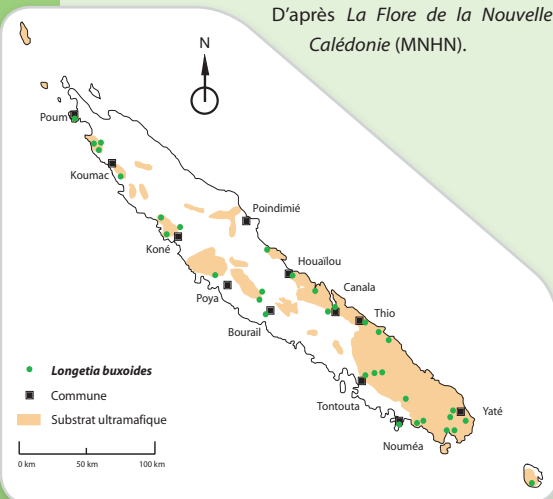 D'après La Flore de la Nouvelle
Calédonie (MNHN).
N
Poum
Koumac
Poindimié
Koné
Houaïlou
Canala
Poya
Thio
Bourail
Longetia buxoides
Commune
Substrat ultramafique
Tontouta
Yaté
Nouméa
0 km 50 km 100 km